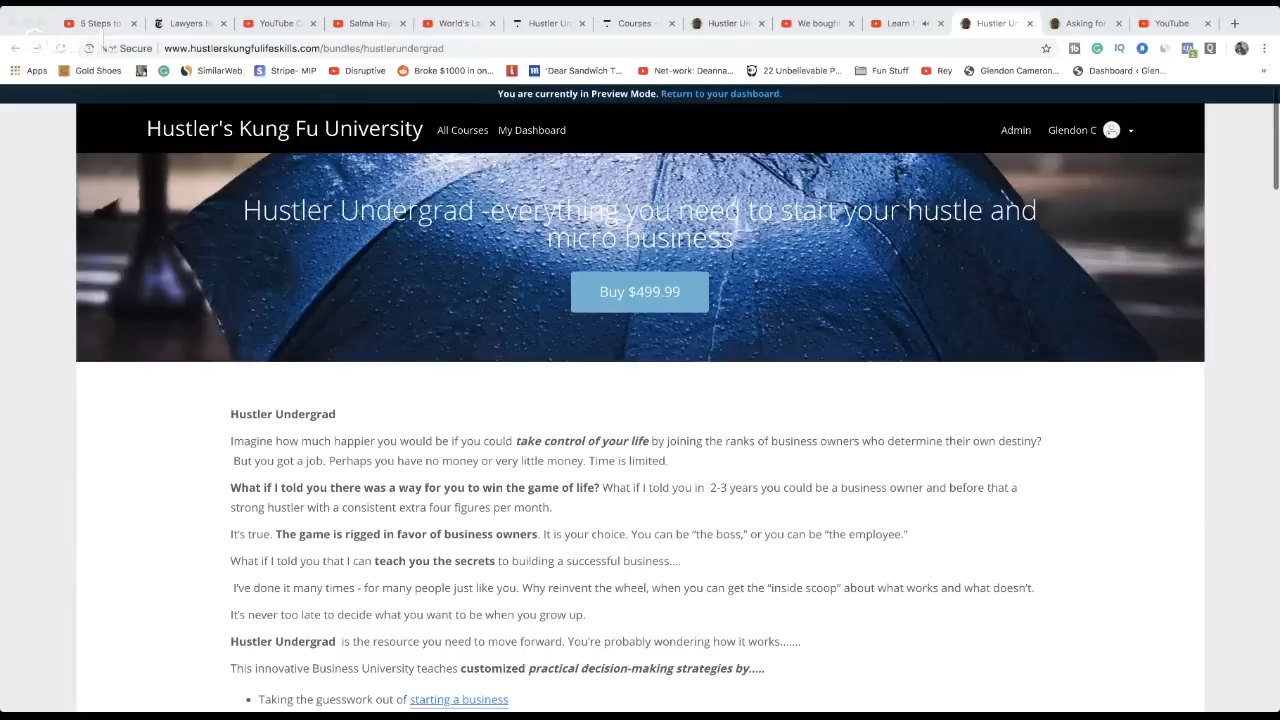 5 Steps to
Lawyers by
YouTube C
Salma Hay
World's La
Hustler Un
Courses
Hustler Un
We bought
Learn
Hustler Un
Asking for
YouTube
Not Secure
www.hustlerskungfulifeskills.com/bundles/hustlerundergrad
Apps
Gold Shoes
SimilarWeb
Stripe- MIP
Disruptive
Broke $1000 in on...
'Dear Sandwich T...
Net-work: Deanna...
22 Unbelievable P...
Fun Stuff
Rey
Glendon Cameron...
Dashboard < Glen...
»
You are currently in Preview Mode. Return to your dashboard.
Hustler's Kung Fu University
All Courses
My Dashboard
Admin
Glendon C
Hustler Undergrad -everything you need to start your hustle and
micro business
Buy $499.99
Hustler Undergrad
Imagine how much happier you would be if you could take control of your life by joining the ranks of business owners who determine their own destiny?
But you got a job. Perhaps you have no money or very little money. Time is limited.
What if I told you there was a way for you to win the game of life? What if I told you in 2-3 years you could be a business owner and before that a
strong hustler with a consistent extra four figures per month.
It's true. The game is rigged in favor of business owners. It is your choice. You can be “the boss,” or you can be “the employee.”
What if I told you that I can teach you the secrets to building a successful business....
I've done it many times - for many people just like you. Why reinvent the wheel, when you can get the “inside scoop” about what works and what doesn't.
It's never too late to decide what you want to be when you grow up.
Hustler Undergrad is the resource you need to move forward. You're probably wondering how it works.......
This innovative Business University teaches customized practical decision-making strategies by.....
• Taking the guesswork out of starting a business